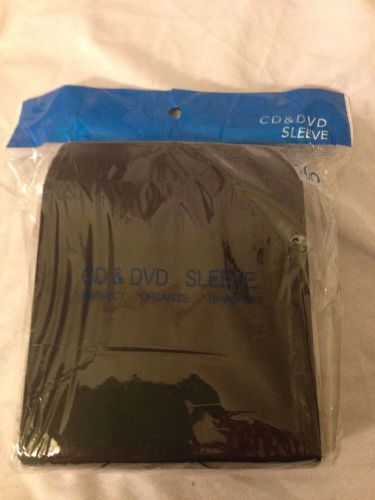 CD & DVD
SLEEVE
CD & DVD SLEEVE
*PROTECT *ORGANIZE *TRANSPORT